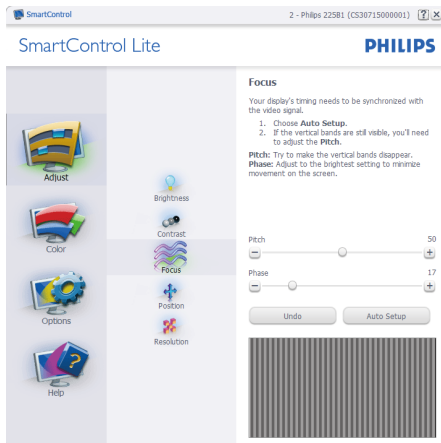 SmartControl
2 - Philips 225B1 (CS30715000001) ? X
SmartControl Lite
PHILIPS
Adjust
Color
Options
Help
Brightness
Contrast
Focus
Position
Resolution
Focus
Your display's timing needs to be synchronized with
the video signal.
1. Choose Auto Setup.
2. If the vertical bands are still visible, you'll need
to adjust the Pitch.
Pitch: Try to make the vertical bands disappear.
Phase: Adjust to the brightest setting to minimize
movement on the screen.
Pitch 50
Phase 17
Undo Auto Setup